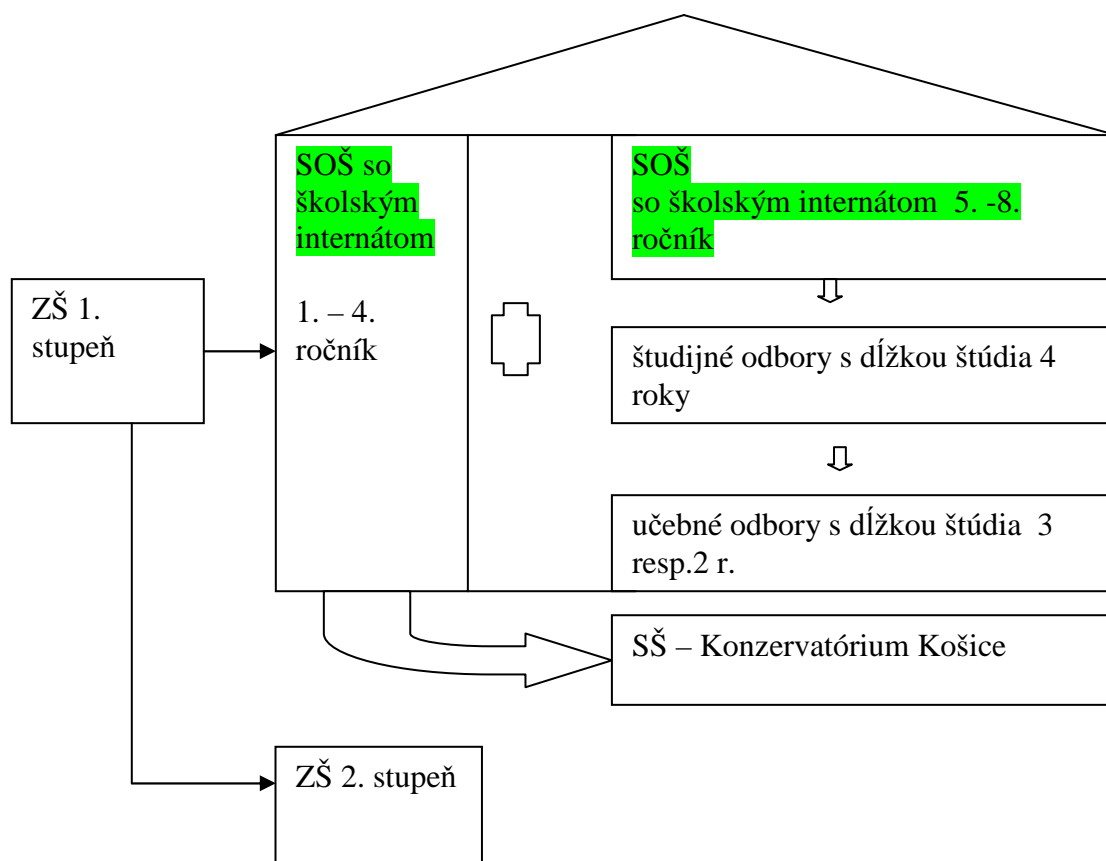 SOŠ so
školským
internátom
1. – 4.
ročník
SOŠ
so školským internátom  5. -8.
ročník
ZŠ 1.
stupeň
študijné odbory s dĺžkou štúdia 4
roky
učebné odbory s dĺžkou štúdia  3
resp.2 r.
SŠ – Konzervatórium Košice
ZŠ 2. stupeň